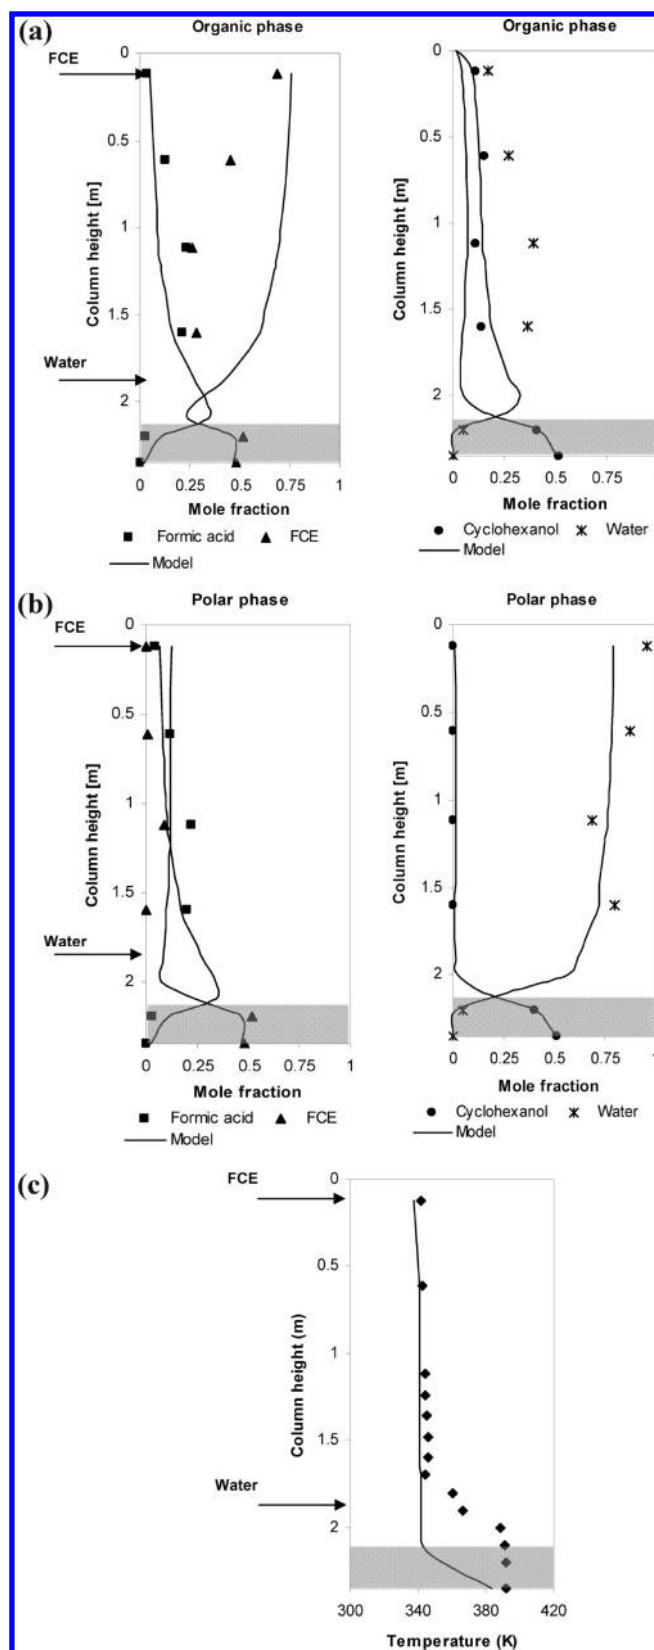 (a)
Organic phase
Organic phase
FCE
Water
Column height [m]
0
0.5
1
1.5
2
0 0.25 0.5 0.75 1
Mole fraction
Formic acid FCE
Model
Column height [m]
0
0.5
1
1.5
2
0 0.25 0.5 0.75 1
Mole fraction
Cyclohexanol Water
Model
(b)
Polar phase
Polar phase
FCE
Water
Column height [m]
0
0.5
1
1.5
2
0 0.25 0.5 0.75 1
Mole fraction
Formic acid FCE
Model
Column height [m]
0
0.5
1
1.5
2
0 0.25 0.5 0.75 1
Mole fraction
Cyclohexanol Water
Model
(c)
FCE
Water
Column height (m)
0
0.5
1
1.5
2
300 340 380 420
Temperature (K)